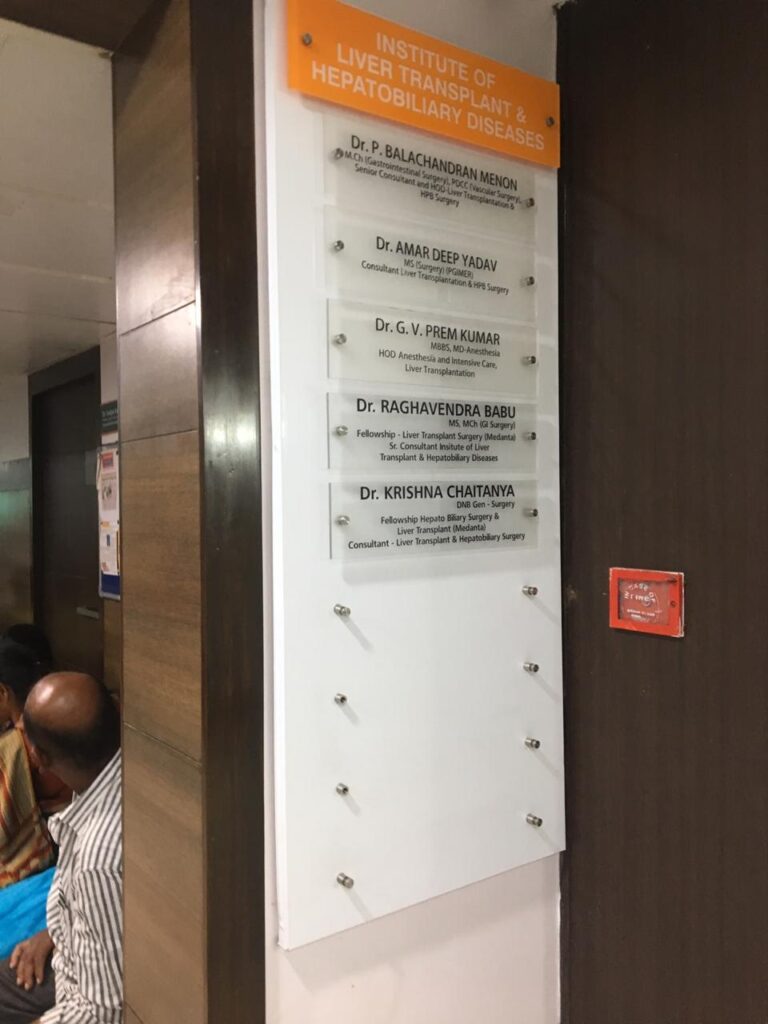 INSTITUTE OF
LIVER TRANSPLANT &
HEPATOBILIARY DISEASES
Dr. P. BALACHANDRAN MENON
M.Ch (Gastrointestinal Surgery), PDCC (Vascular Surgery),
Senior Consultant and HOD-Liver Transplantation &
HPB Surgery
Dr. AMAR DEEP YADAV
MS (Surgery) (PGIMER)
Consultant Liver Transplantation & HPB Surgery
Dr. G. V. PREM KUMAR
MBBS, MD-Anesthesia
HOD Anesthesia and Intensive Care,
Liver Transplantation
Dr. RAGHAVENDRA BABU
MS, MCh (GI Surgery)
Fellowship - Liver Transplant Surgery (Medanta)
Sr. Consultant Insitute of Liver
Transplant & Hepatobiliary Diseases
Dr. KRISHNA CHAITANYA
DNB Gen - Surgery
Fellowship Hepato Biliary Surgery &
Liver Transplant (Medanta)
Consultant - Liver Transplant & Hepatobiliary Surgery